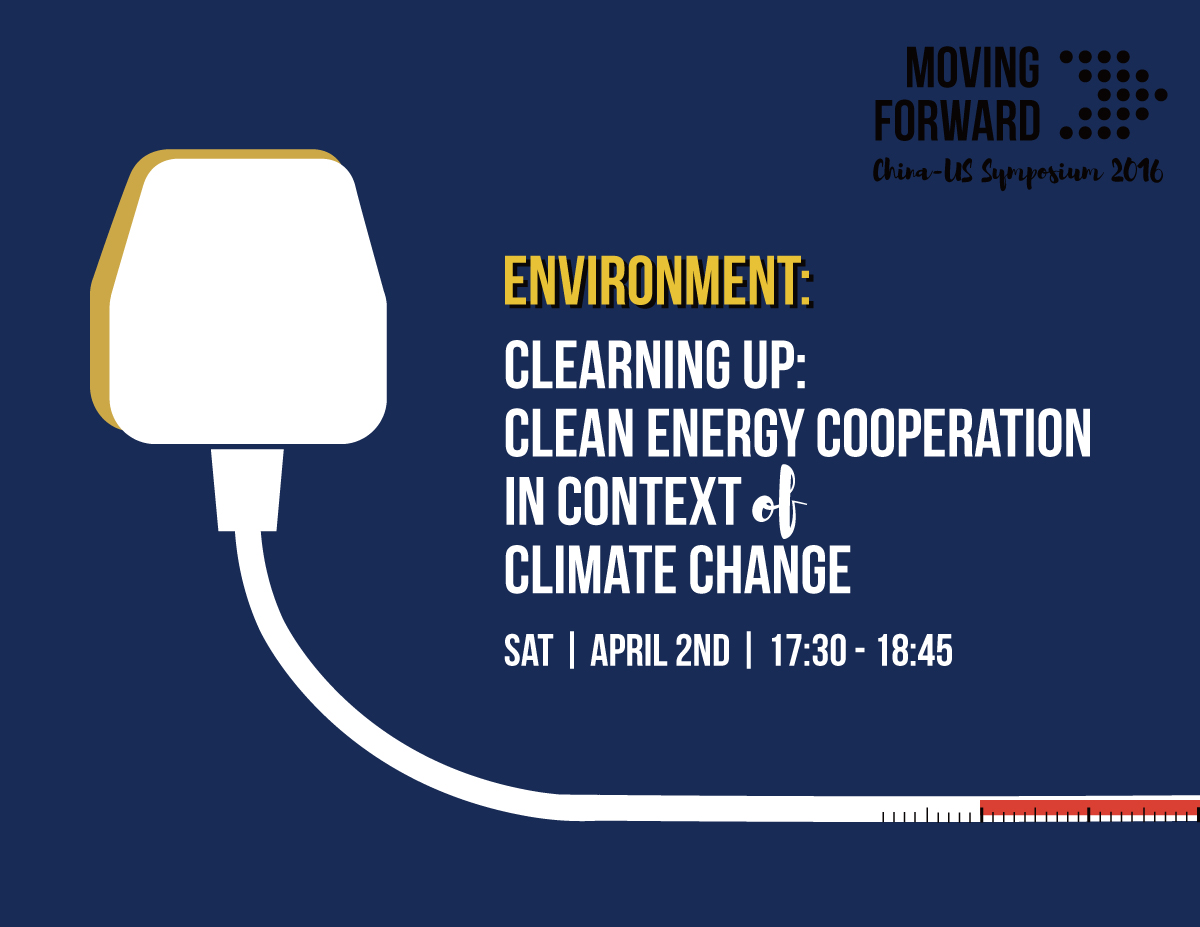 MOVING
FORWARD
China-US Symposium 2016
ENVIRONMENT:
CLEARNING UP:
CLEAN ENERGY COOPERATION
IN CONTEXT of
CLIMATE CHANGE
SAT | APRIL 2ND | 17:30 - 18:45